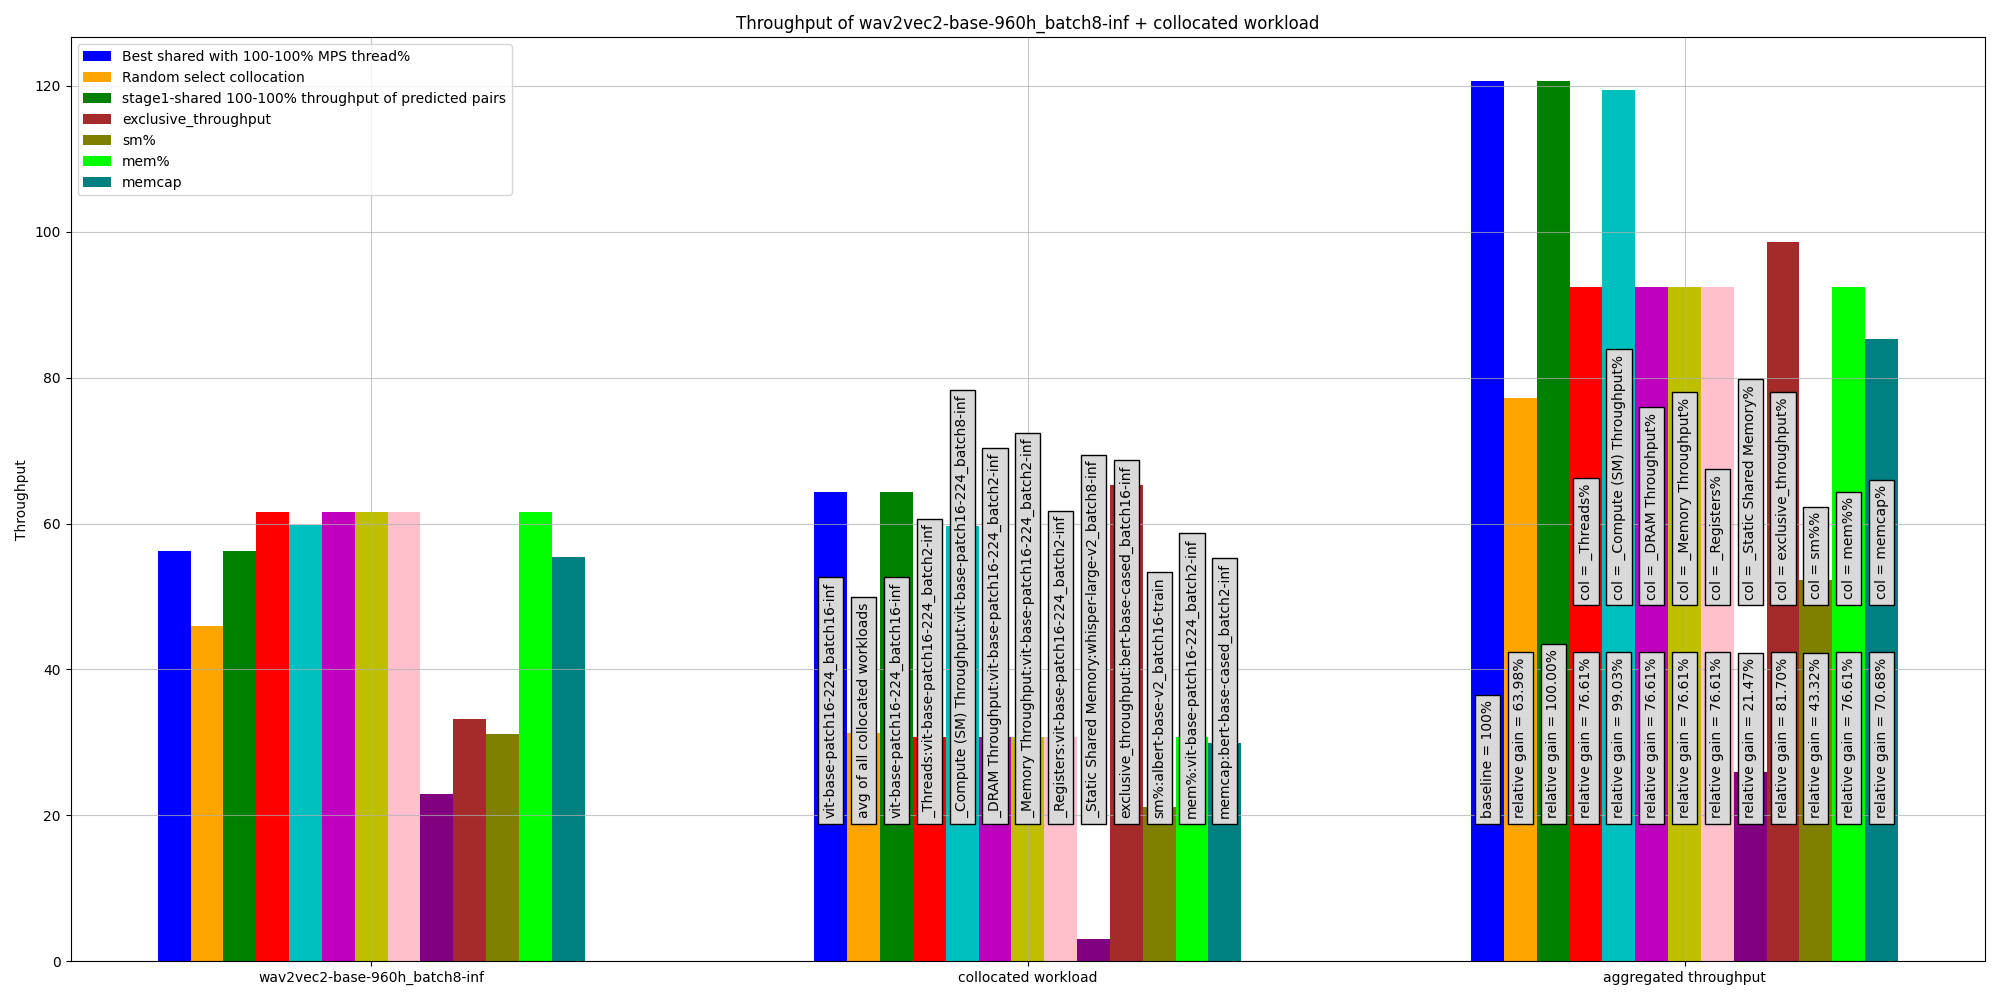 Throughput of wav2vec2-base-960h_batch8-inf + collocated workload
Best shared with 100-100% MPS thread%
Random select collocation
stage1-shared 100-100% throughput of predicted pairs
exclusive_throughput
sm%
mem%
memcap
Throughput
120
100
80
60
40
20
0
vit-base-patch16-224_batch16-inf
avg of all collocated workloads
vit-base-patch16-224_batch16-inf
_Threads:vit-base-patch16-224_batch2-inf
_Compute (SM) Throughput:vit-base-patch16-224_batch8-inf
_DRAM Throughput:vit-base-patch16-224_batch2-inf
_Memory Throughput:vit-base-patch16-224_batch2-inf
_Registers:vit-base-patch16-224_batch2-inf
_Static Shared Memory:whisper-large-v2_batch8-inf
exclusive_throughput:bert-base-cased_batch16-inf
sm%:albert-base-v2_batch16-train
mem%:vit-base-patch16-224_batch2-inf
memcap:bert-base-cased_batch2-inf
col = _Threads%
col = _Compute (SM) Throughput%
col = _DRAM Throughput%
col = _Memory Throughput%
col = _Registers%
col = _Static Shared Memory%
col = exclusive_throughput%
col = sm%%
col = mem%%
col = memcap%
baseline = 100%
relative gain = 63.98%
relative gain = 100.00%
relative gain = 76.61%
relative gain = 99.03%
relative gain = 76.61%
relative gain = 76.61%
relative gain = 76.61%
relative gain = 21.47%
relative gain = 81.70%
relative gain = 43.32%
relative gain = 76.61%
relative gain = 70.68%
wav2vec2-base-960h_batch8-inf
collocated workload
aggregated throughput